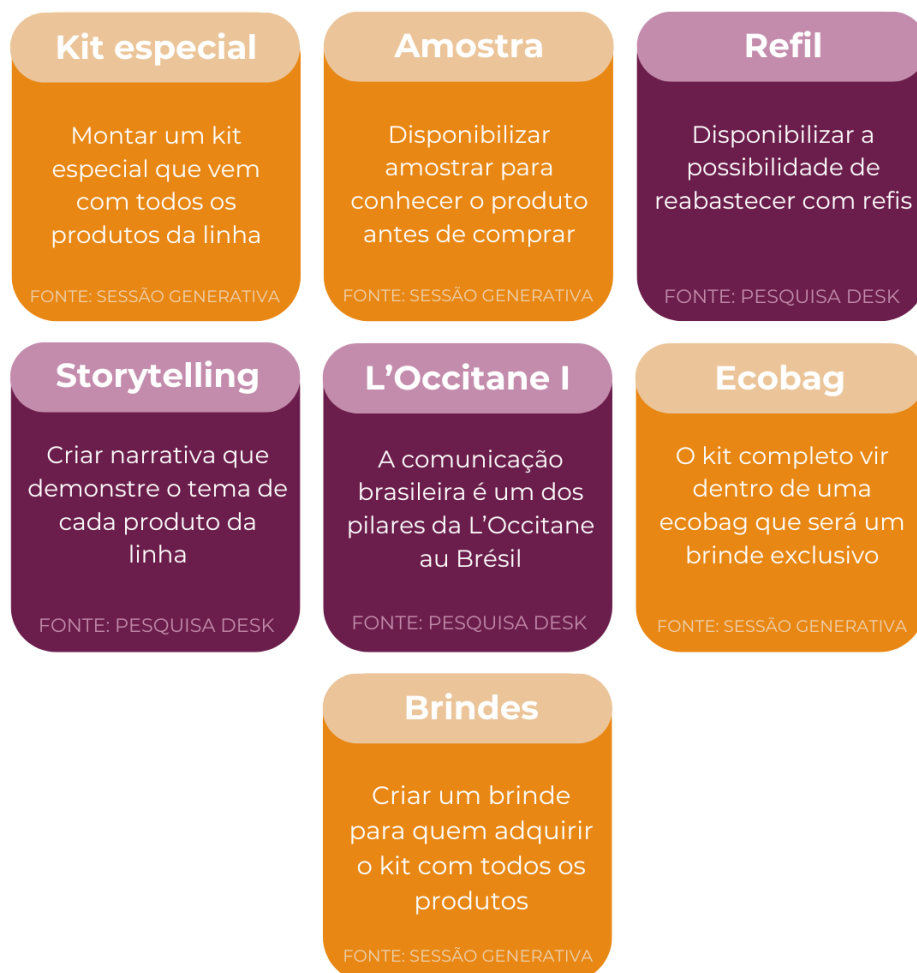 Kit especial
Montar um kit
especial que vem
com todos os
produtos da linha
FONTE: SESSÃO GENERATIVA
Amostra
Disponibilizar
amostrar para
conhecer o produto
antes de comprar
FONTE: SESSÃO GENERATIVA
Refil
Disponibilizar a
possibilidade de
reabastecer com refis
FONTE: PESQUISA DESK
Storytelling
Criar narrativa que
demonstre o tema de
cada produto da
linha
FONTE: PESQUISA DESK
L’Occitane I
A comunicação
brasileira é um dos
pilares da L’Occitane
au Brésil
FONTE: PESQUISA DESK
Ecobag
O kit completo vir
dentro de uma
ecobag que será um
brinde exclusivo
FONTE: SESSÃO GENERATIVA
Brindes
Criar um brinde
para quem adquirir
o kit com todos os
produtos
FONTE: SESSÃO GENERATIVA